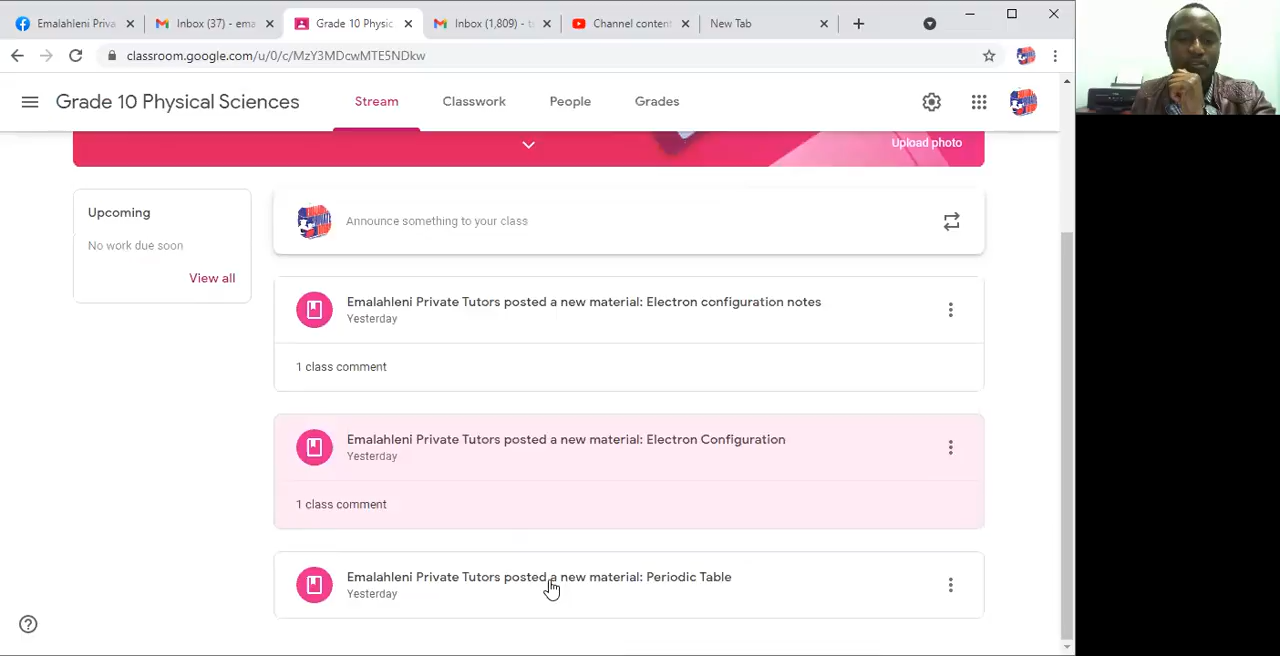 Emalahleni Priva
Inbox (37) - ema
Grade 10 Physic
Inbox (1,809) - t
Channel content
New Tab
classroom.google.com/u/0/c/MzY3MDcwMTE5NDkw
Grade 10 Physical Sciences
Stream
Classwork
People
Grades
Upload photo
Upcoming
No work due soon
View all
Announce something to your class
Emalahleni Private Tutors posted a new material: Electron configuration notes
Yesterday
1 class comment
Emalahleni Private Tutors posted a new material: Electron Configuration
Yesterday
1 class comment
Emalahleni Private Tutors posted a new material: Periodic Table
Yesterday